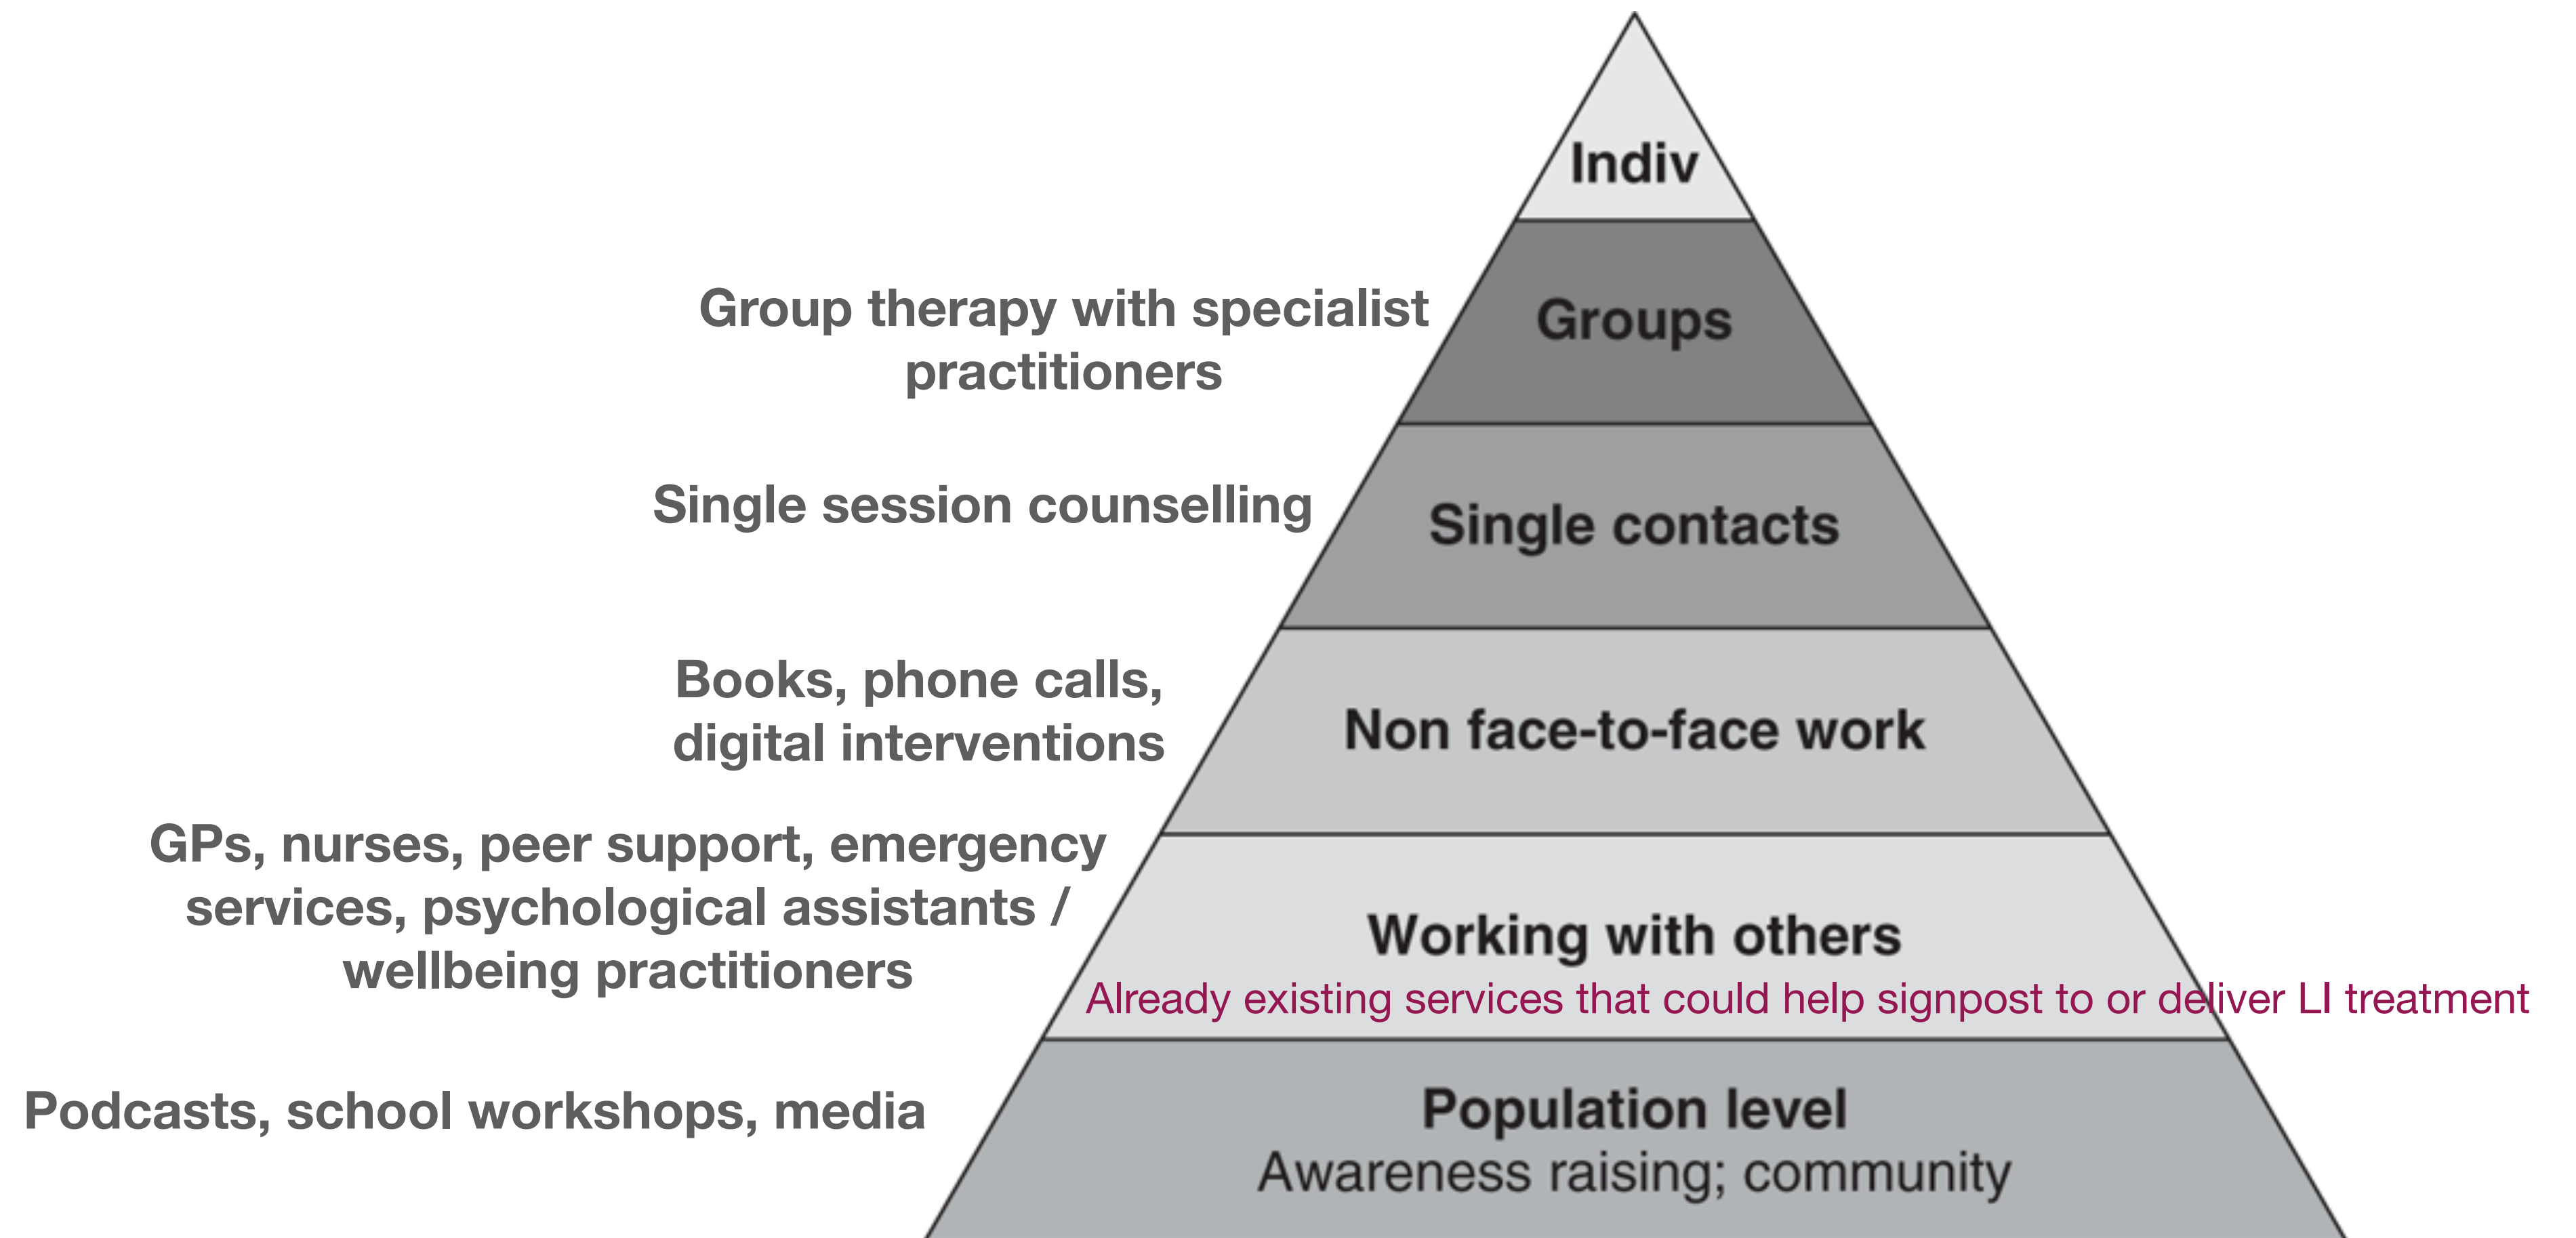 Indiv
Group therapy with specialist
practitioners
Groups
Single session counselling
Single contacts
Books, phone calls,
digital interventions
Non face-to-face work
GPs, nurses, peer support, emergency
services, psychological assistants /
wellbeing practitioners
Working with others
Already existing services that could help signpost to or deliver LI treatment
Podcasts, school workshops, media
Population level
Awareness raising; community